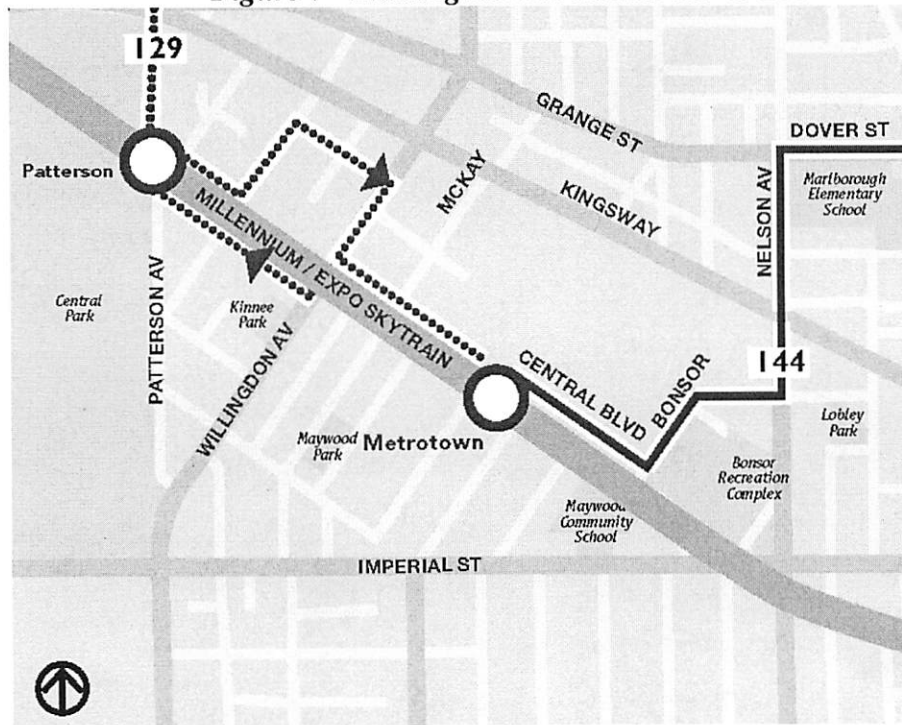 129
GRANGE ST
DOVER ST
Patterson
MCKAY
KINGSWAY
NELSON AV
Marlborough
Elementary
School
MILLENNIUM / EXPO SKYTRAIN
Central
Park
PATTERSON AV
Kinnee
Park
WILLINGDON AV
CENTRAL BLVD
BONSOR
144
Lobley
Park
Maywood
Park
Metrotown
Bonsor
Recreation
Complex
Maywood
Community
School
IMPERIAL ST